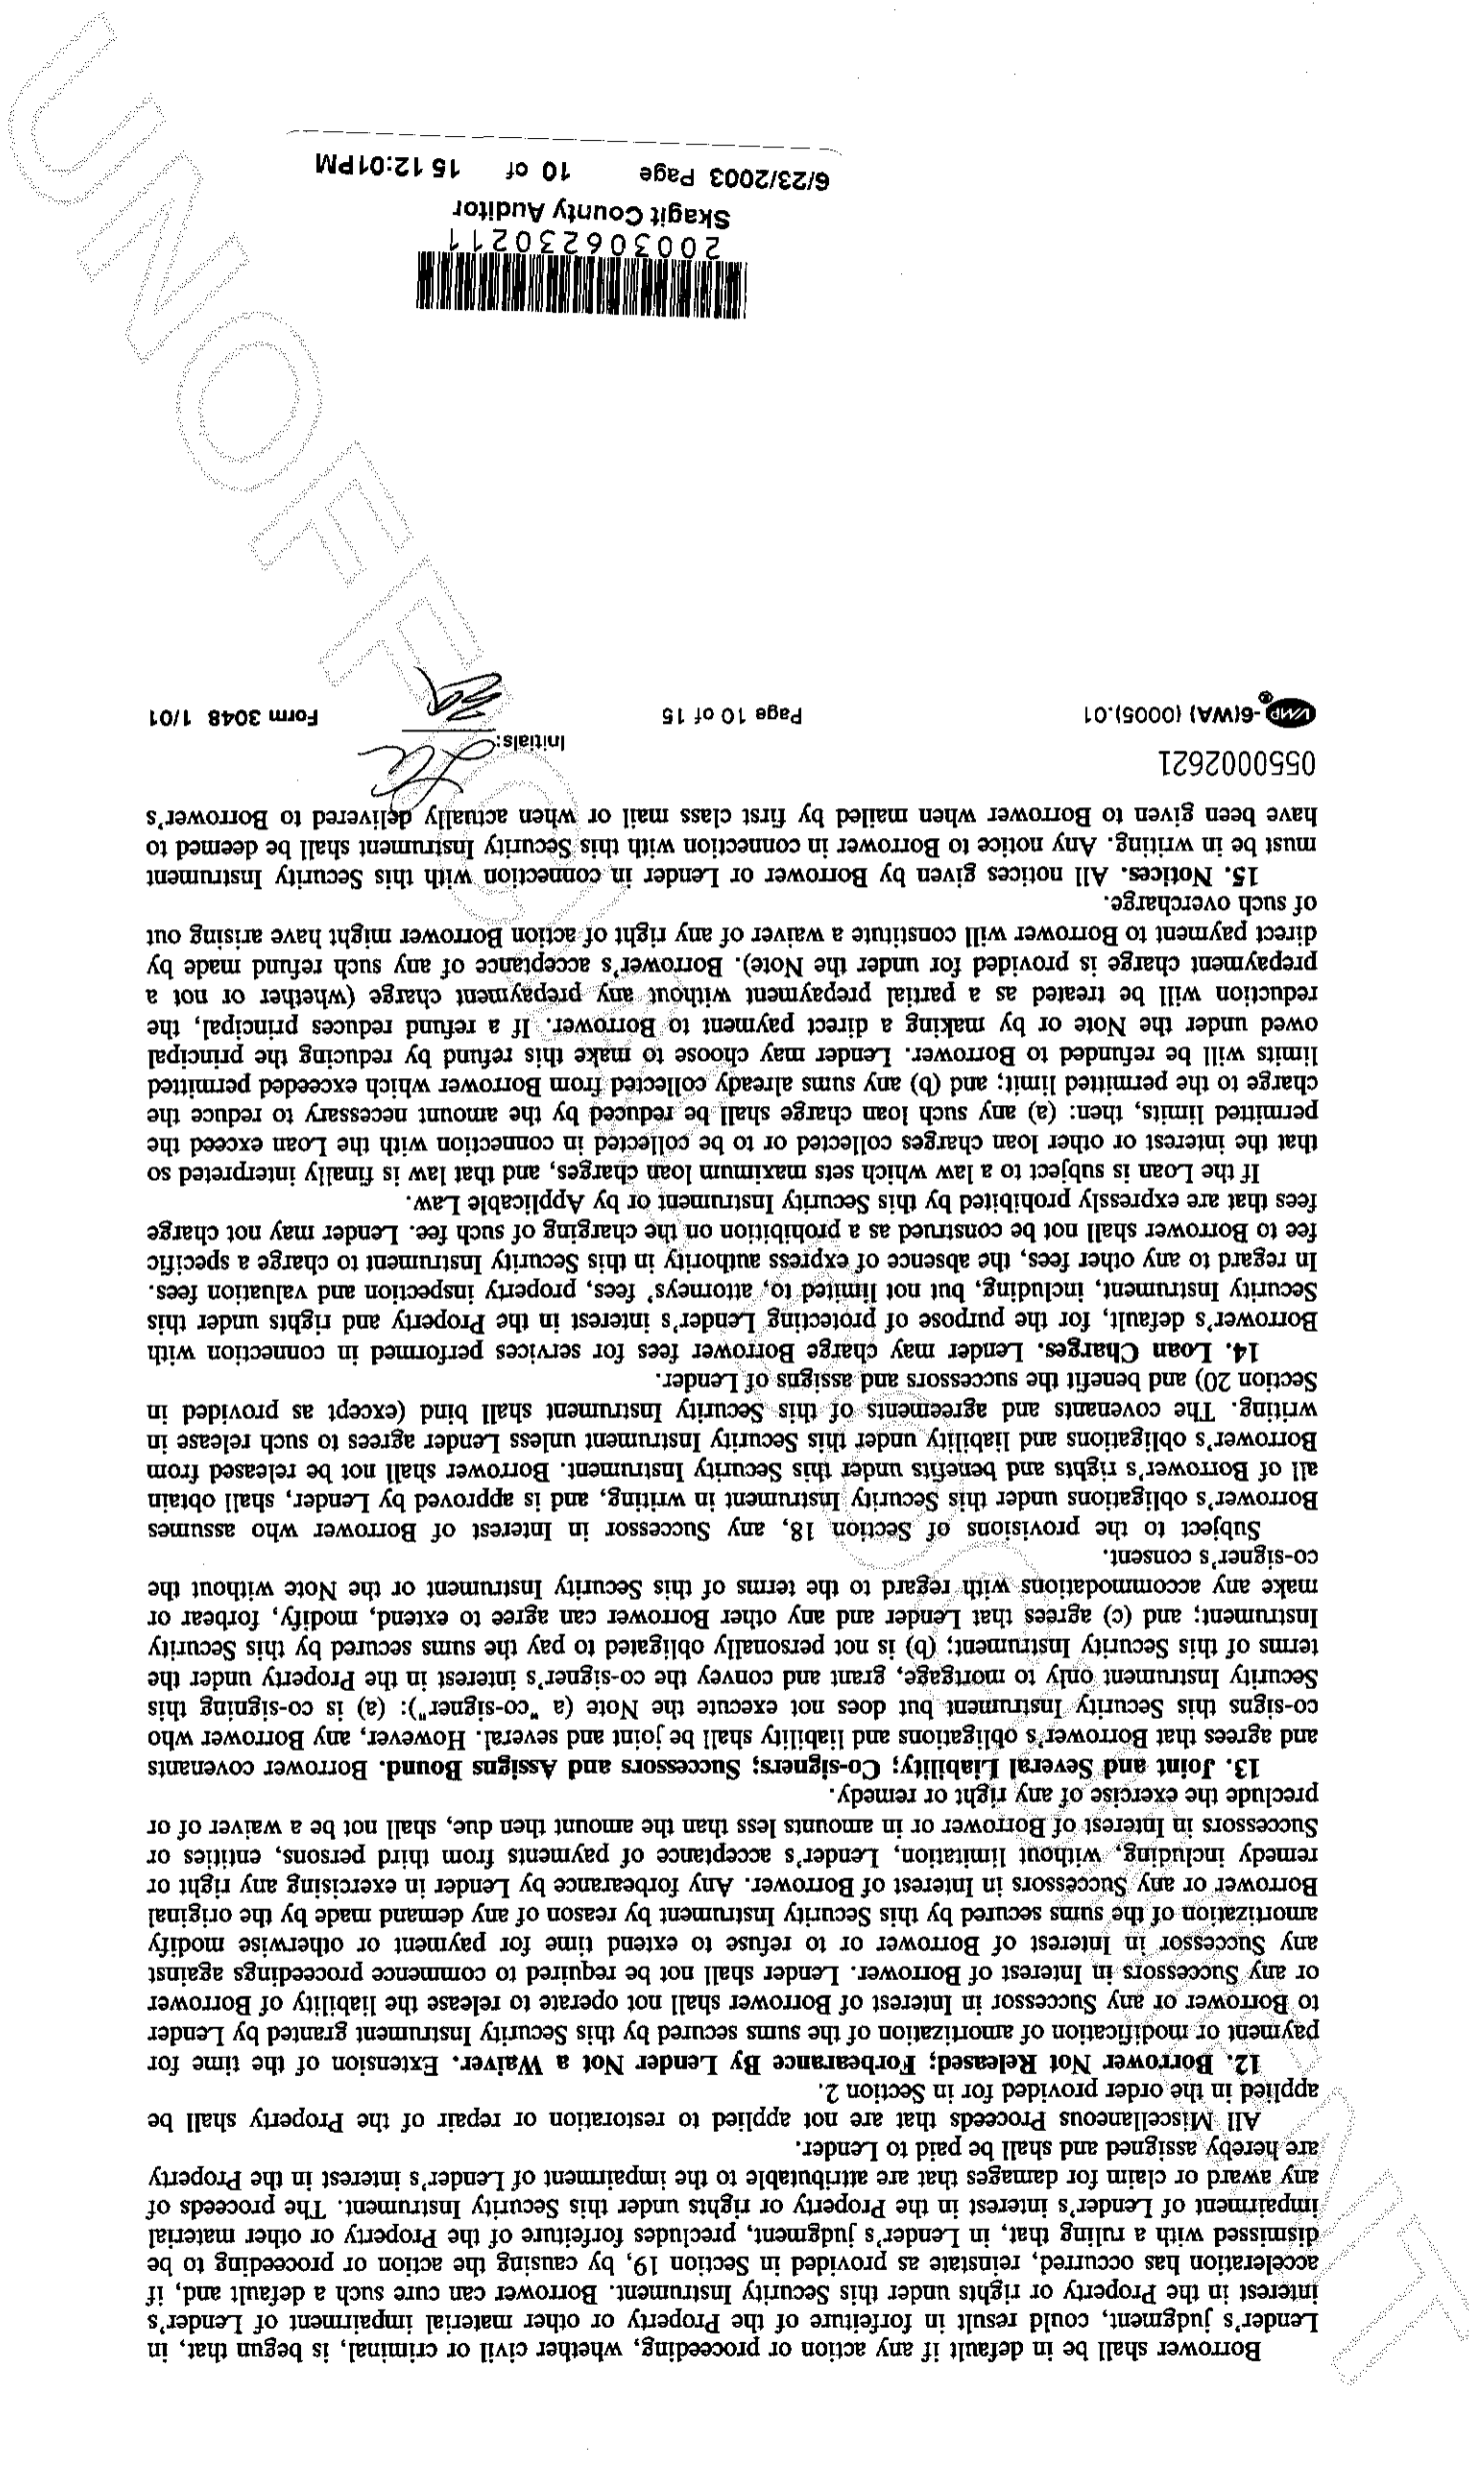 Borrower shall be in default if any action or proceeding, whether civil or criminal, is begun that, in
Lender's judgment, could result in forfeiture of the Property or other material impairment of Lender's
interest in the Property or rights under this Security Instrument. Borrower can cure such a default and, if
acceleration has occurred, reinstate as provided in Section 19, by causing the action or proceeding to be
dismissed with a ruling that, in Lender's judgment, precludes forfeiture of the Property or other material
impairment of Lender's interest in the Property or rights under this Security Instrument. The proceeds of
any award or claim for damages that are attributable to the impairment of Lender's interest in the Property
are hereby assigned and shall be paid to Lender.
All Miscellaneous Proceeds that are not applied to restoration or repair of the Property shall be
applied in the order provided for in Section 2.
12. Borrower Not Released; Forbearance By Lender Not a Waiver. Extension of the time for
payment or modification of amortization of the sums secured by this Security Instrument granted by Lender
to Borrower or any Successor in Interest of Borrower shall not operate to release the liability of Borrower
or any Successors in Interest of Borrower. Lender shall not be required to commence proceedings against
any Successor in Interest of Borrower or to refuse to extend time for payment or otherwise modify
amortization of the sums secured by this Security Instrument by reason of any demand made by the original
Borrower or any Successors in Interest of Borrower. Any forbearance by Lender in exercising any right or
remedy including, without limitation, Lender's acceptance of payments from third persons, entities or
Successors in Interest of Borrower or in amounts less than the amount then due, shall not be a waiver of or
preclude the exercise of any right or remedy.
13. Joint and Several Liability; Co-signers; Successors and Assigns Bound. Borrower covenants
and agrees that Borrower's obligations and liability shall be joint and several. However, any Borrower who
co-signs this Security Instrument but does not execute the Note (a "co-signer"): (a) is co-signing this
Security Instrument only to mortgage, grant and convey the co-signer's interest in the Property under the
terms of this Security Instrument; (b) is not personally obligated to pay the sums secured by this Security
Instrument; and (c) agrees that Lender and any other Borrower can agree to extend, modify, forbear or
make any accommodations with regard to the terms of this Security Instrument or the Note without the
co-signer's consent.
Subject to the provisions of Section 18, any Successor in Interest of Borrower who assumes
Borrower's obligations under this Security Instrument in writing, and is approved by Lender, shall obtain
all of Borrower's rights and benefits under this Security Instrument. Borrower shall not be released from
Borrower's obligations and liability under this Security Instrument unless Lender agrees to such release in
writing. The covenants and agreements of this Security Instrument shall bind (except as provided in
Section 20) and benefit the successors and assigns of Lender.
14. Loan Charges. Lender may charge Borrower fees for services performed in connection with
Borrower's default, for the purpose of protecting Lender's interest in the Property and rights under this
Security Instrument, including, but not limited to, attorneys' fees, property inspection and valuation fees.
In regard to any other fees, the absence of express authority in this Security Instrument to charge a specific
fee to Borrower shall not be construed as a prohibition on the charging of such fee. Lender may not charge
fees that are expressly prohibited by this Security Instrument or by Applicable Law.
If the Loan is subject to a law which sets maximum loan charges, and that law is finally interpreted so
that the interest or other loan charges collected or to be collected in connection with the Loan exceed the
permitted limits, then: (a) any such loan charge shall be reduced by the amount necessary to reduce the
charge to the permitted limit; and (b) any sums already collected from Borrower which exceeded permitted
limits will be refunded to Borrower. Lender may choose to make this refund by reducing the principal
owed under the Note or by making a direct payment to Borrower. If a refund reduces principal, the
reduction will be treated as a partial prepayment without any prepayment charge (whether or not a
prepayment charge is provided for under the Note). Borrower's acceptance of any such refund made by
direct payment to Borrower will constitute a waiver of any right of action Borrower might have arising out
of such overcharge.
15. Notices. All notices given by Borrower or Lender in connection with this Security Instrument
must be in writing. Any notice to Borrower in connection with this Security Instrument shall be deemed to
have been given to Borrower when mailed by first class mail or when actually delivered to Borrower's
0550002621
Initials:
VMP®-6(WA) (0005).01 Page 10 of 15 Form 3048 1/01
200306230211
Skagit County Auditor
6/23/2003 Page 10 of 15 12:01PM
UNOFFICIAL DOCUMENT